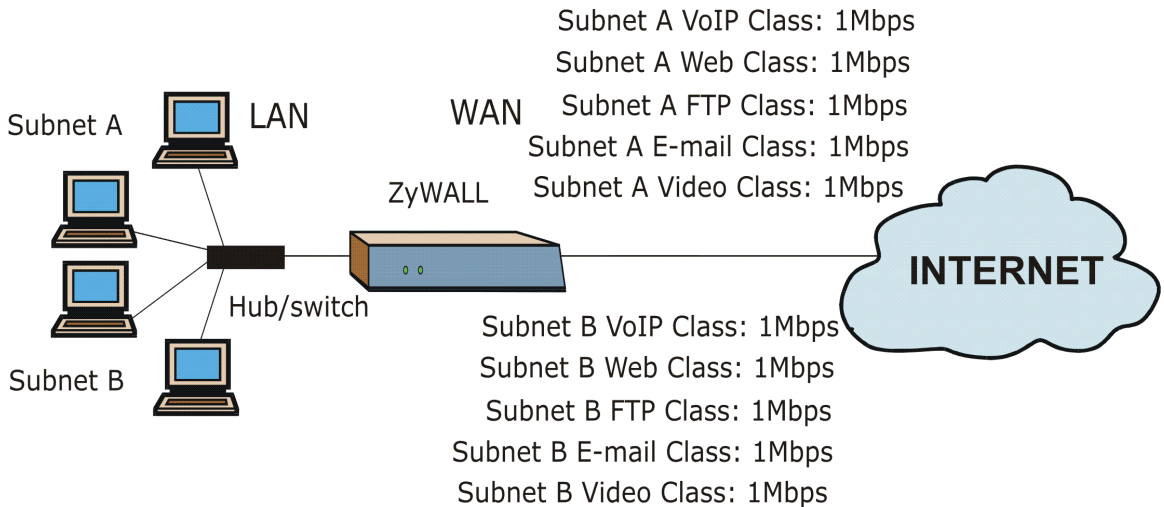 Subnet A VoIP Class: 1Mbps
Subnet A Web Class: 1Mbps
Subnet A FTP Class: 1Mbps
Subnet A E-mail Class: 1Mbps
Subnet A Video Class: 1Mbps
LAN
WAN
Subnet A
ZyWALL
INTERNET
Hub/switch
Subnet B
Subnet B VoIP Class: 1Mbps
Subnet B Web Class: 1Mbps
Subnet B FTP Class: 1Mbps
Subnet B E-mail Class: 1Mbps
Subnet B Video Class: 1Mbps